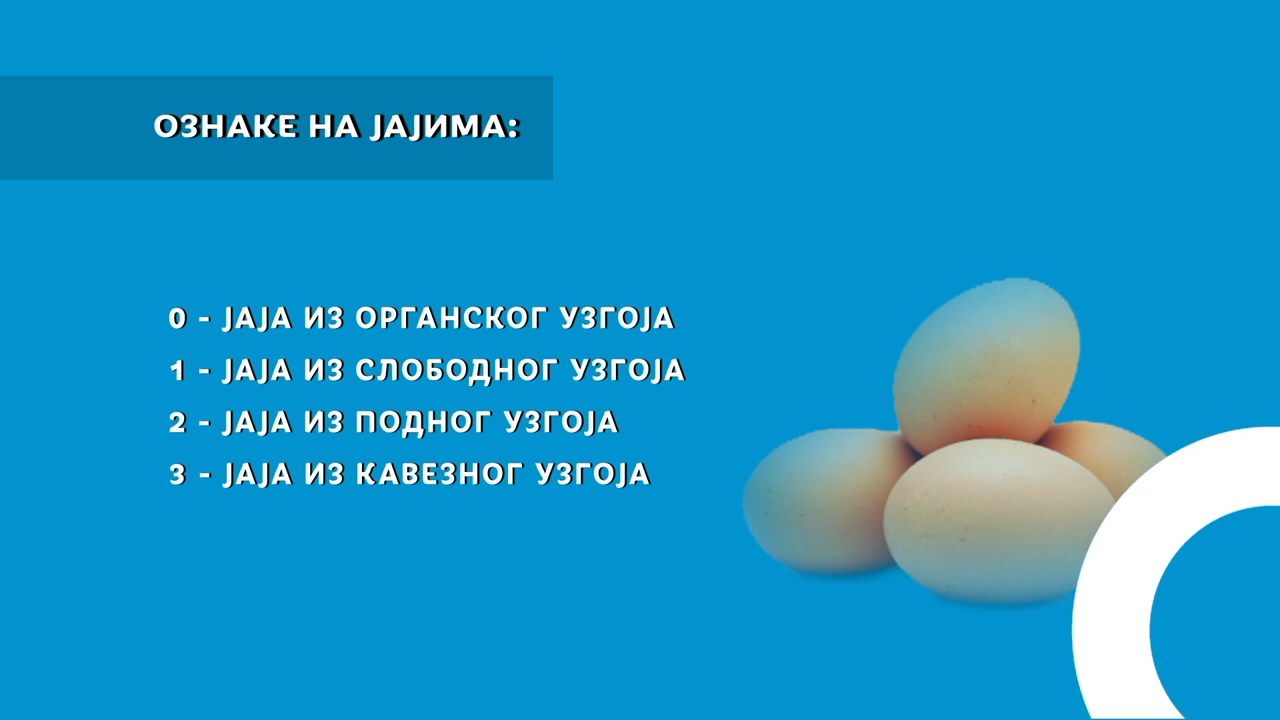 ОЗНАКЕ НА ЈАЈИМА:
0 - ЈАЈА ИЗ ОРГАНСКОГ УЗГОЈА
1 - ЈАЈА ИЗ СЛОБОДНОГ УЗГОЈА
2 - ЈАЈА ИЗ ПОДНОГ УЗГОЈА
3 - ЈАЈА ИЗ КАВЕЗНОГ УЗГОЈА